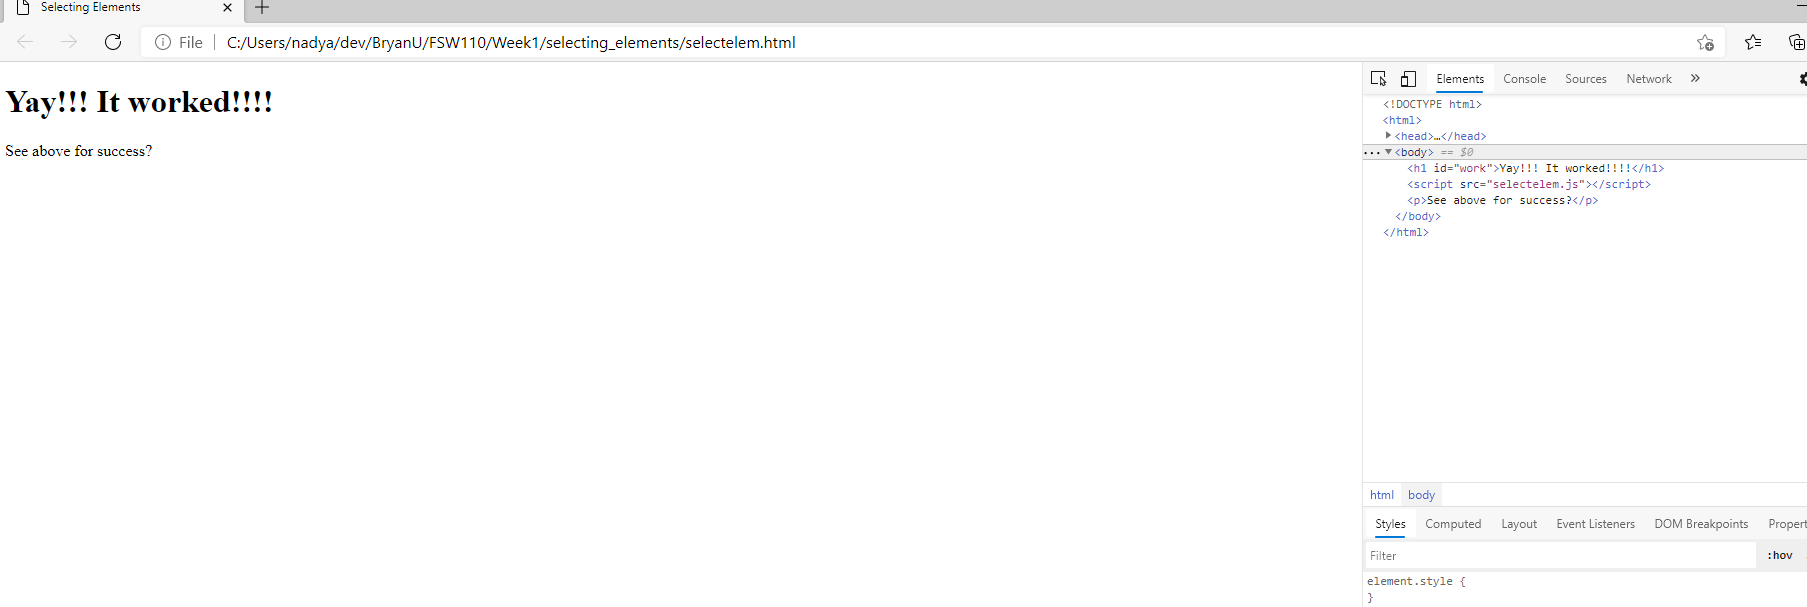 Selecting Elements
File C:/Users/nadya/dev/BryanU/FSW110/Week1/selecting_elements/selectelem.html
Yay!!! It worked!!!!
See above for success?
Elements Console Sources Network »
<!DOCTYPE html>
<html>
<head>…</head>
… <body> == $0
<h1 id="work">Yay!!! It worked!!!!</h1>
<script src="selectelem.js"></script>
<p>See above for success?</p>
</body>
</html>
html body
Styles Computed Layout Event Listeners DOM Breakpoints Propert
Filter :hov
element.style {
}